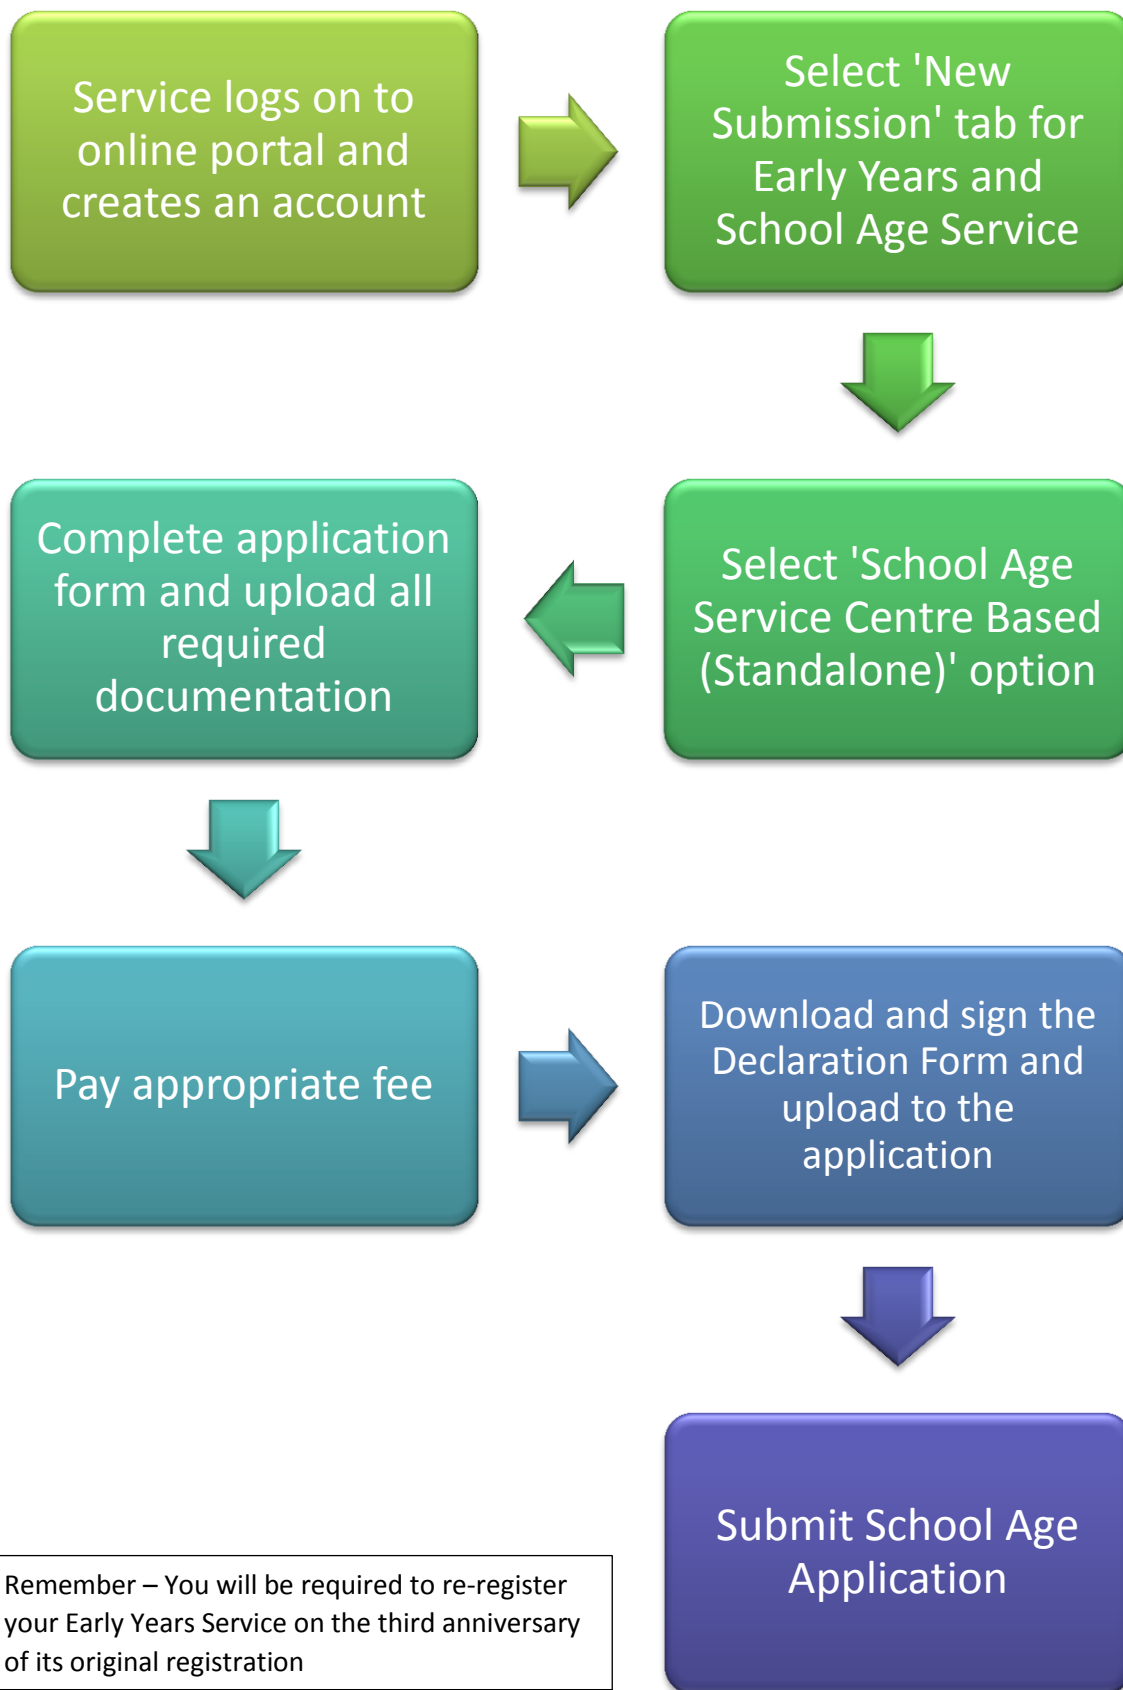 Service logs on to
online portal and
creates an account
Select 'New
Submission' tab for
Early Years and
School Age Service
Select 'School Age
Service Centre Based
(Standalone)' option
Complete application
form and upload all
required
documentation
Pay appropriate fee
Download and sign the
Declaration Form and
upload to the
application
Submit School Age
Application
Remember – You will be required to re-register
your Early Years Service on the third anniversary
of its original registration